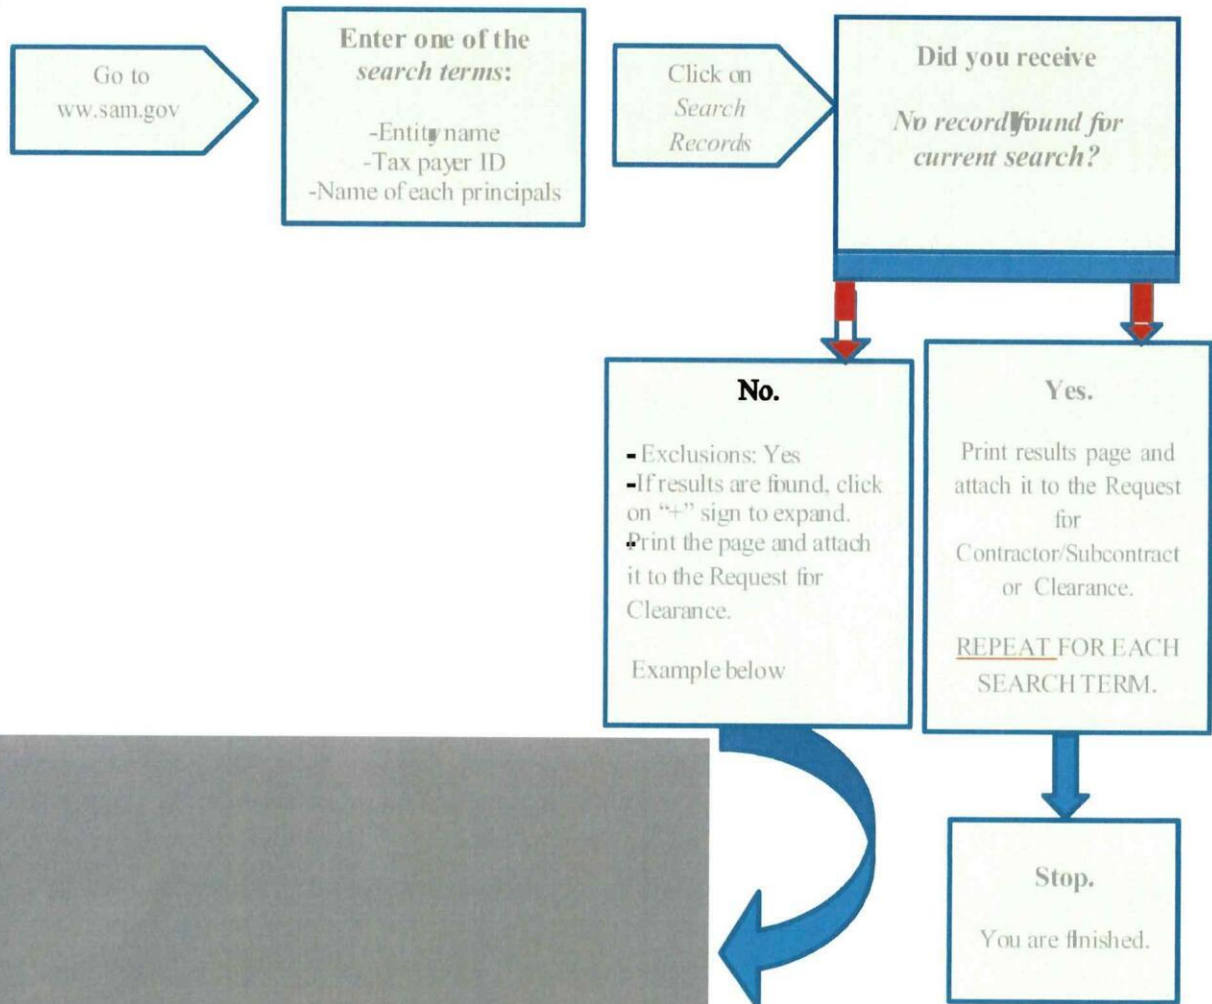 Go to
ww.sam.gov
Enter one of the
search terms:
-Entity name
-Tax payer ID
-Name of each principals
Click on
Search
Records
Did you receive
No record found for
current search?
No.
- Exclusions: Yes
-If results are found, click
on “+” sign to expand.
-Print the page and attach
it to the Request for
Clearance.
Example below
Yes.
Print results page and
attach it to the Request
for
Contractor/Subcontract
or Clearance.
REPEAT FOR EACH
SEARCH TERM.
Stop.
You are finished.